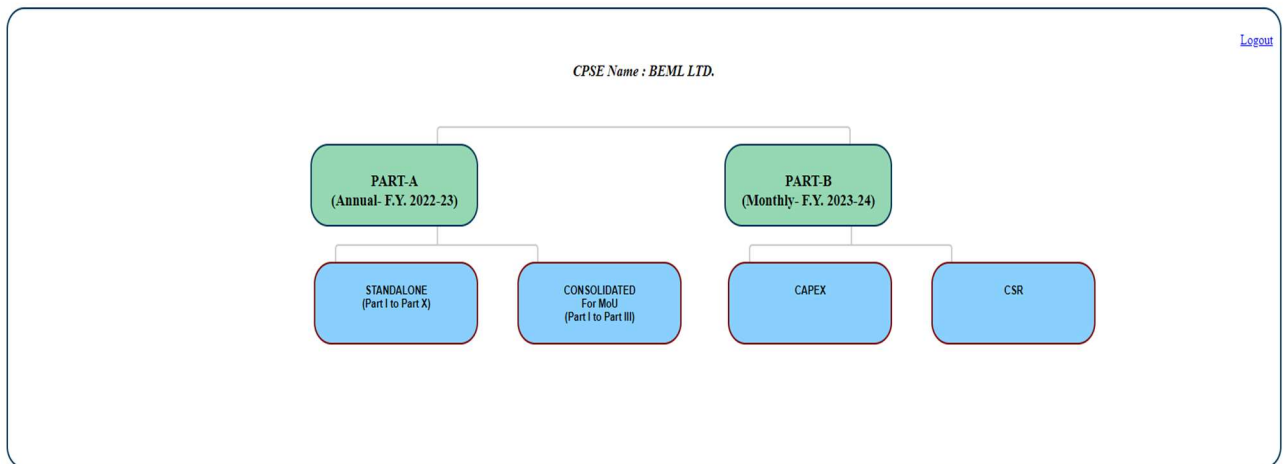 Logout
CPSE Name : BEML LTD.
PART-A
(Annual- F.Y. 2022-23)
PART-B
(Monthly- F.Y. 2023-24)
STANDALONE
(Part I to Part X)
CONSOLIDATED
For MoU
(Part I to Part III)
CAPEX
CSR